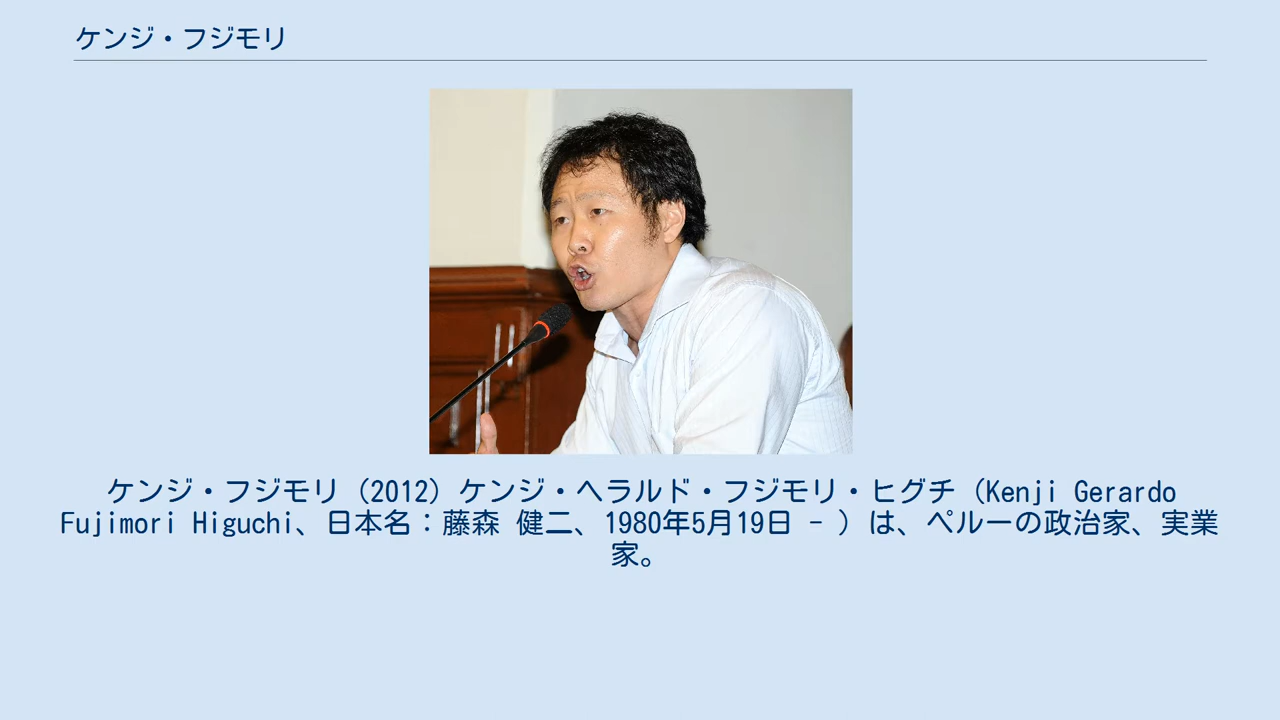 ケンジ・フジモリ
ケンジ・フジモリ（2012）ケンジ・ヘラルド・フジモリ・ヒグチ（Kenji Gerardo
Fujimori Higuchi、日本名：藤森 健二、1980年5月19日 - ）は、ペルーの政治家、実業
家。